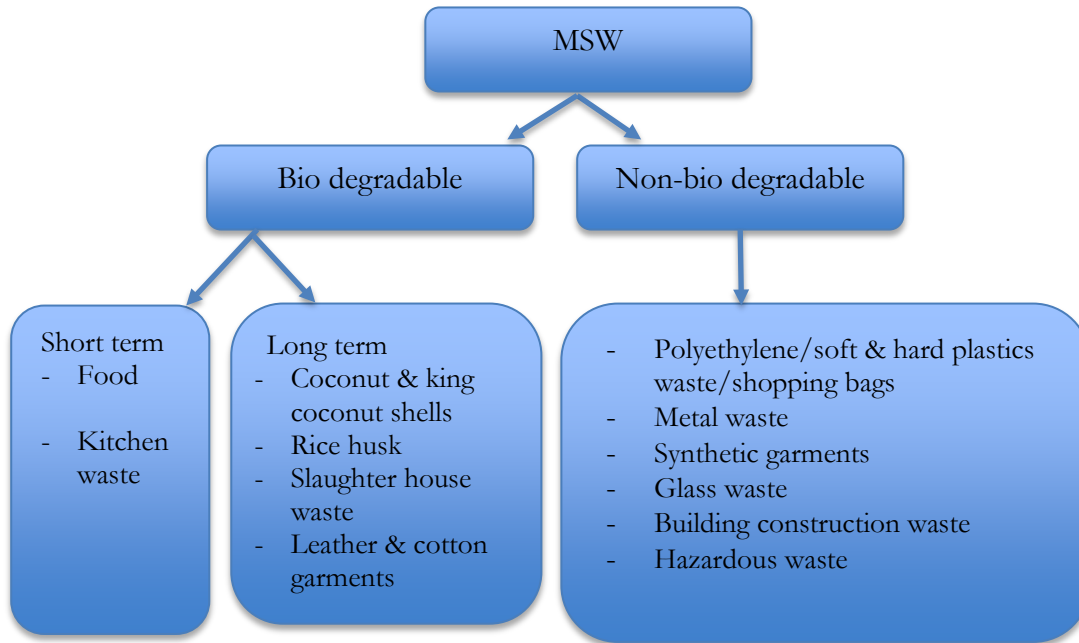 MSW
Bio degradable
Non-bio degradable
Short term
- Food
- Kitchen
waste
Long term
- Coconut & king
coconut shells
- Rice husk
- Slaughter house
waste
- Leather & cotton
garments
- Polyethylene/soft & hard plastics
waste/shopping bags
- Metal waste
- Synthetic garments
- Glass waste
- Building construction waste
- Hazardous waste